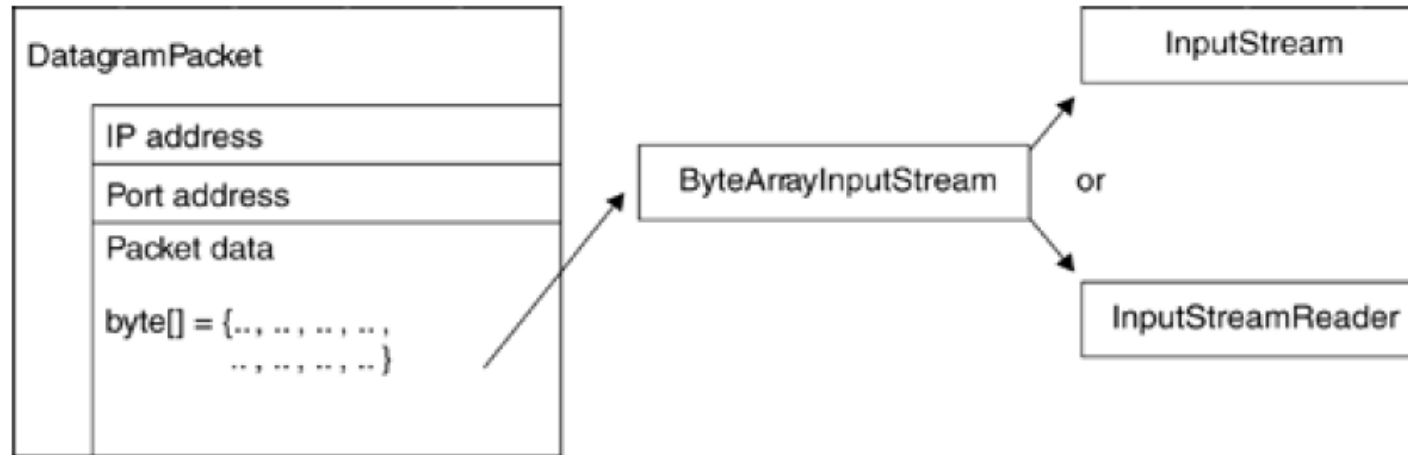 DatagramPacket
IP address
Port address
Packet data
byte[] = {.. , .. , .. , .. ,
.. , .. , .. , .. }
ByteArrayInputStream
InputStream
or
InputStreamReader